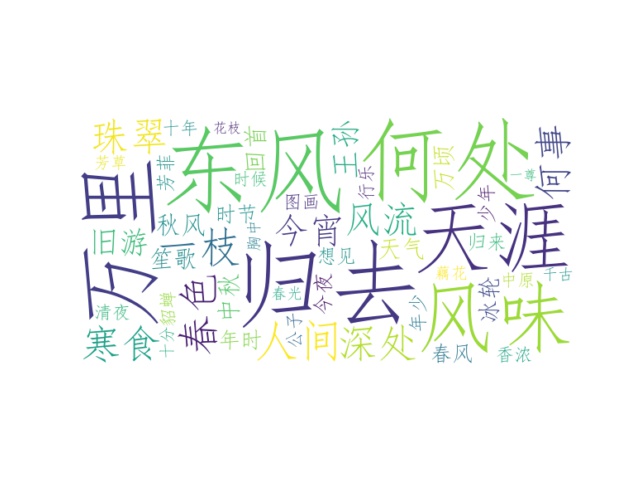 珠翠
十年
花枝
芳草
芳菲
东风
时候
回首
王孙
何处
行乐
万顷
何事
一尊
万里
秋风
时节
胸中
图画
今宵
风流
少年
天涯
旧游
笙歌
一枝
归去
想见
天气
归来
藕花
中原
千古
清夜
十分
貂蝉
春色
中秋
春光
今夜
风味
冰轮
寒食
年时
人间
公子
深处
年少
春风
香浓